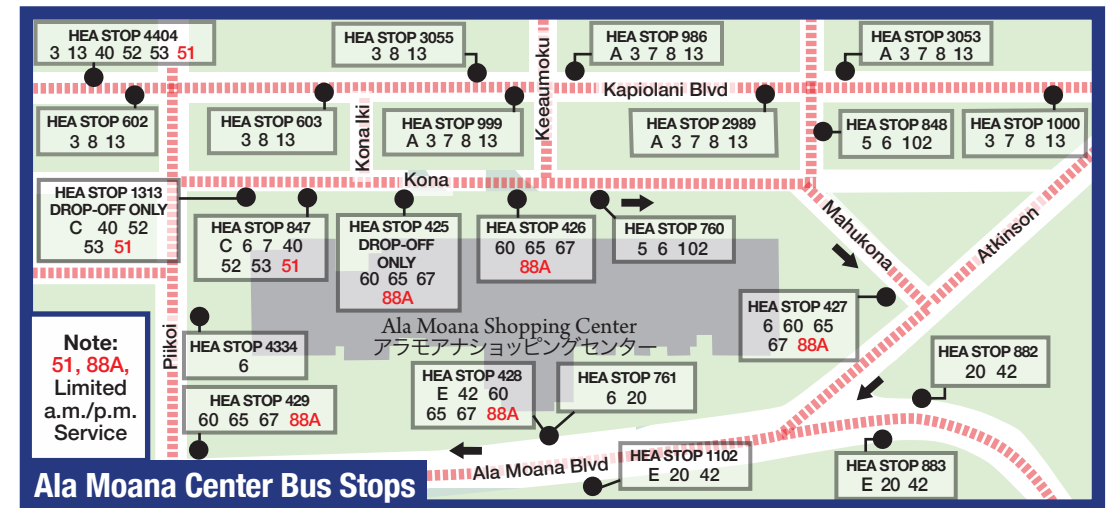 HEA STOP 4404
3 13 40 52 53 51
HEA STOP 3055
3 8 13
HEA STOP 986
A 3 7 8 13
HEA STOP 3053
A 3 7 8 13
Keeaumoku
Kapiolani Blvd
HEA STOP 602
3 8 13
HEA STOP 603
3 8 13
Kona Iki
HEA STOP 999
A 3 7 8 13
HEA STOP 2989
A 3 7 8 13
HEA STOP 848
5 6 102
HEA STOP 1000
3 7 8 13
Kona
HEA STOP 1313
DROP-OFF ONLY
C 40 52
53 51
HEA STOP 847
C 6 7 40
52 53 51
HEA STOP 425
DROP-OFF
ONLY
60 65 67
88A
HEA STOP 426
60 65 67
88A
HEA STOP 760
5 6 102
Mahukona
Atkinson
HEA STOP 427
6 60 65
67 88A
Ala Moana Shopping Center
アラモアナショッピングセンター
Piikoi
HEA STOP 4334
6
Note:
51, 88A,
Limited
a.m./p.m.
Service
HEA STOP 429
60 65 67 88A
HEA STOP 428
E 42 60
65 67 88A
HEA STOP 761
6 20
HEA STOP 882
20 42
Ala Moana Blvd
HEA STOP 1102
E 20 42
HEA STOP 883
E 20 42
Ala Moana Center Bus Stops